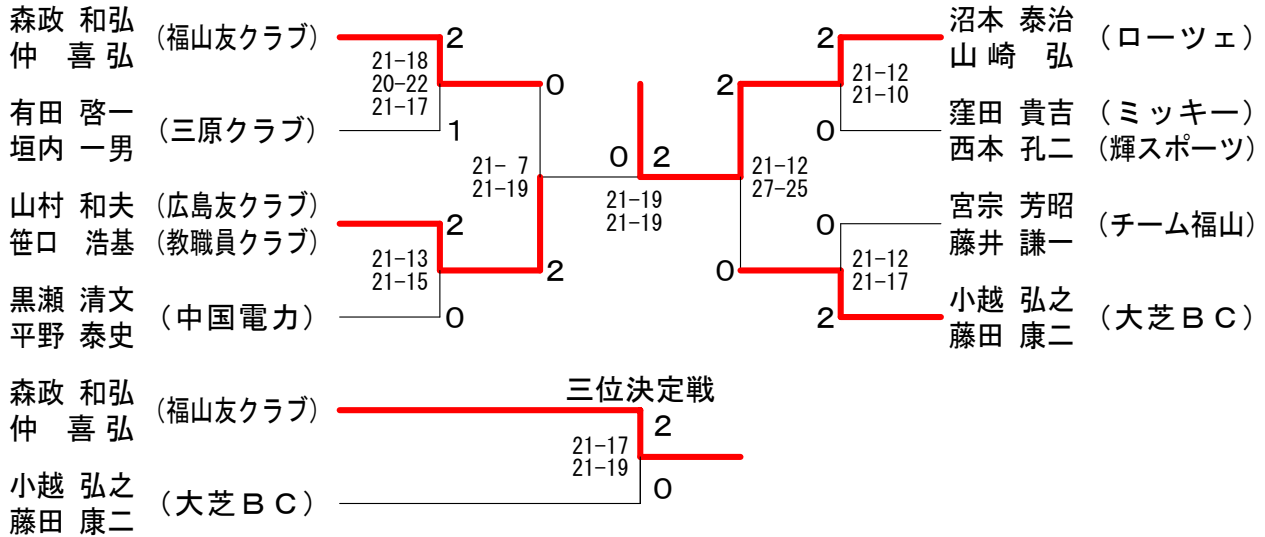 森政 和弘
仲 喜弘
(福山友クラブ)
2
21-18
20-22
21-17
0
有田 啓一
垣内 一男
(三原クラブ)
1
21- 7
21-19
山村 和夫 (広島友クラブ)
笹口 浩基 (教職員クラブ)
2
21-13
21-15
2
黒瀬 清文
平野 泰史
(中国電力)
0
0 2
21-19
21-19
沼本 泰治
山崎 弘
(ローツェ)
2
21-12
21-10
2
窪田 貴吉 (ミッキー)
西本 孔二 (輝スポーツ)
0
21-12
27-25
宮宗 芳昭
藤井 謙一
(チーム福山)
0
21-12
21-17
0
小越 弘之
藤田 康二
(大芝BC)
2
三位決定戦
森政 和弘
仲 喜弘
(福山友クラブ)
2
21-17
21-19
小越 弘之
藤田 康二
(大芝BC)
0